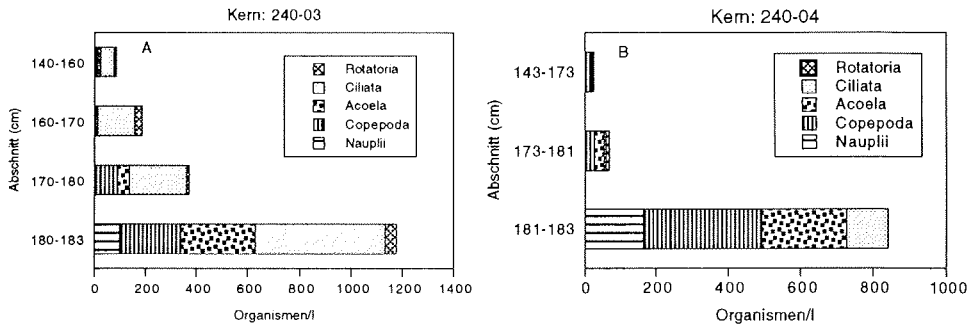 Kern: 240-03
A
Rotatoria
Ciliata
Acoela
Copepoda
Nauplii
Abschnitt (cm)
140-160
160-170
170-180
180-183
0 200 400 600 800 1000 1200 1400
Organismen/l
Kern: 240-04
B
Rotatoria
Ciliata
Acoela
Copepoda
Nauplii
Abschnitt (cm)
143-173
173-181
181-183
0 200 400 600 800 1000
Organismen/l